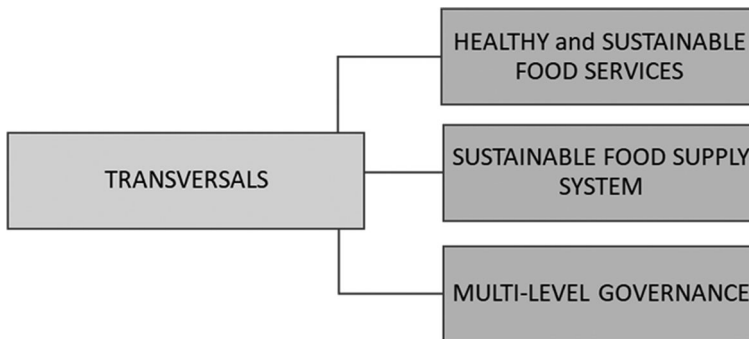 HEALTHY and SUSTAINABLE
FOOD SERVICES
TRANSVERSALS
SUSTAINABLE FOOD SUPPLY
SYSTEM
MULTI-LEVEL GOVERNANCE